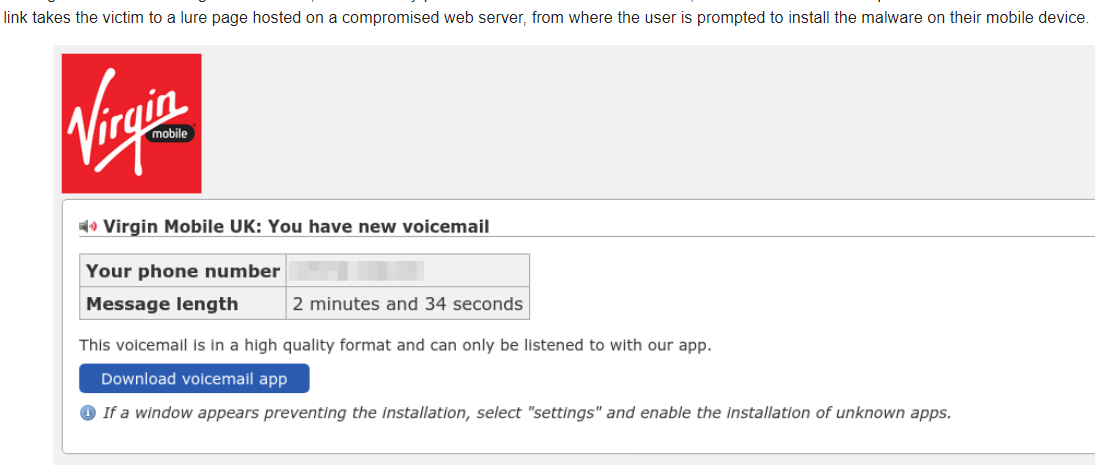 link takes the victim to a lure page hosted on a compromised web server, from where the user is prompted to install the malware on their mobile device.
Virgin
mobile
Virgin Mobile UK: You have new voicemail
Your phone number
Message length 2 minutes and 34 seconds
This voicemail is in a high quality format and can only be listened to with our app.
Download voicemail app
If a window appears preventing the installation, select "settings" and enable the installation of unknown apps.